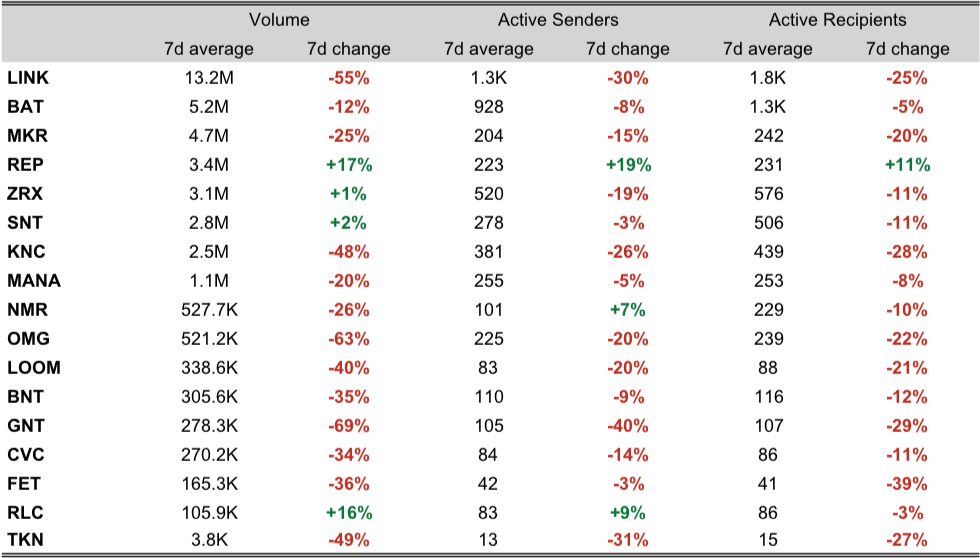 Volume Active Senders Active Recipients
7d average 7d change 7d average 7d change 7d average 7d change
LINK 13.2M -55% 1.3K -30% 1.8K -25%
BAT 5.2M -12% 928 -8% 1.3K -5%
MKR 4.7M -25% 204 -15% 242 -20%
REP 3.4M +17% 223 +19% 231 +11%
ZRX 3.1M +1% 520 -19% 576 -11%
SNT 2.8M +2% 278 -3% 506 -11%
KNC 2.5M -48% 381 -26% 439 -28%
MANA 1.1M -20% 255 -5% 253 -8%
NMR 527.7K -26% 101 +7% 229 -10%
OMG 521.2K -63% 225 -20% 239 -22%
LOOM 338.6K -40% 83 -20% 88 -21%
BNT 305.6K -35% 110 -9% 116 -12%
GNT 278.3K -69% 105 -40% 107 -29%
CVC 270.2K -34% 84 -14% 86 -11%
FET 165.3K -36% 42 -3% 41 -39%
RLC 105.9K +16% 83 +9% 86 -3%
TKN 3.8K -49% 13 -31% 15 -27%